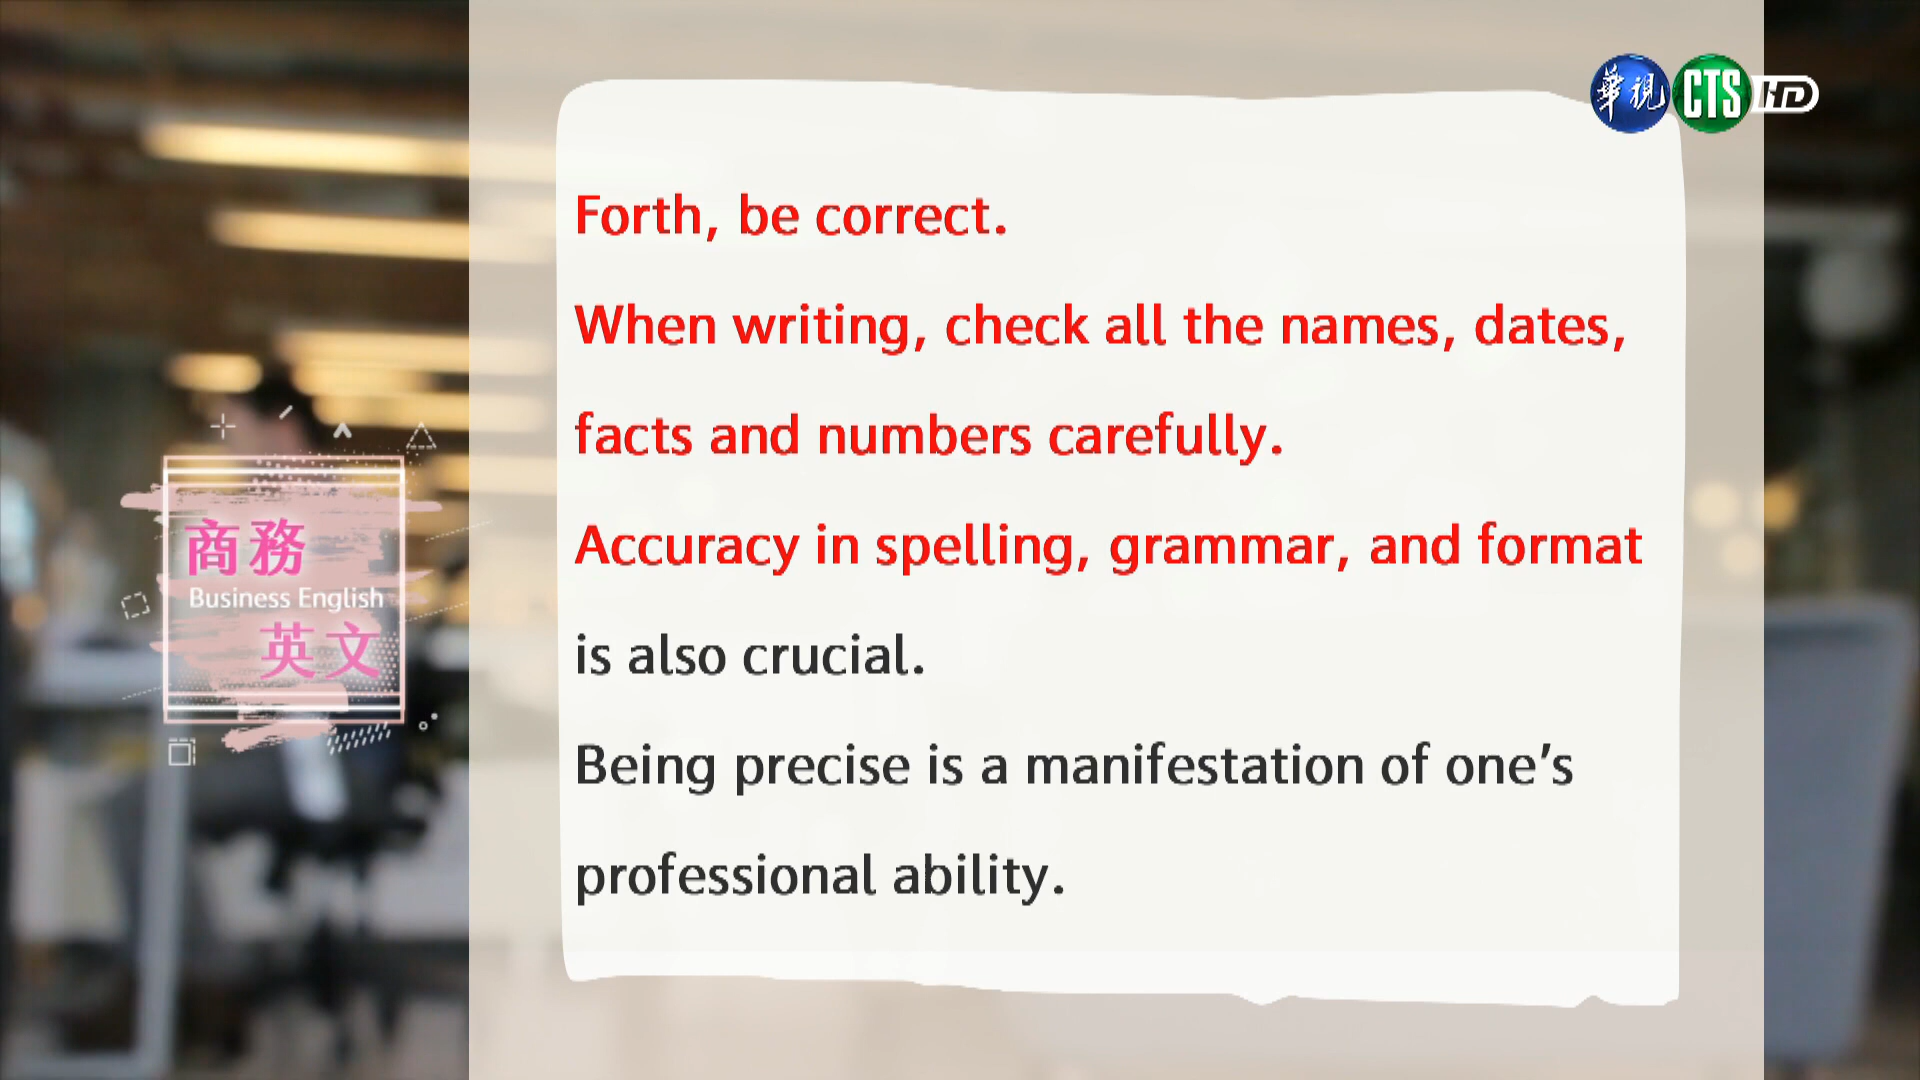 華視 CTS HD
Forth, be correct.
When writing, check all the names, dates,
facts and numbers carefully.
Accuracy in spelling, grammar, and format
is also crucial.
Being precise is a manifestation of one's
professional ability.
商務
Business English
英文